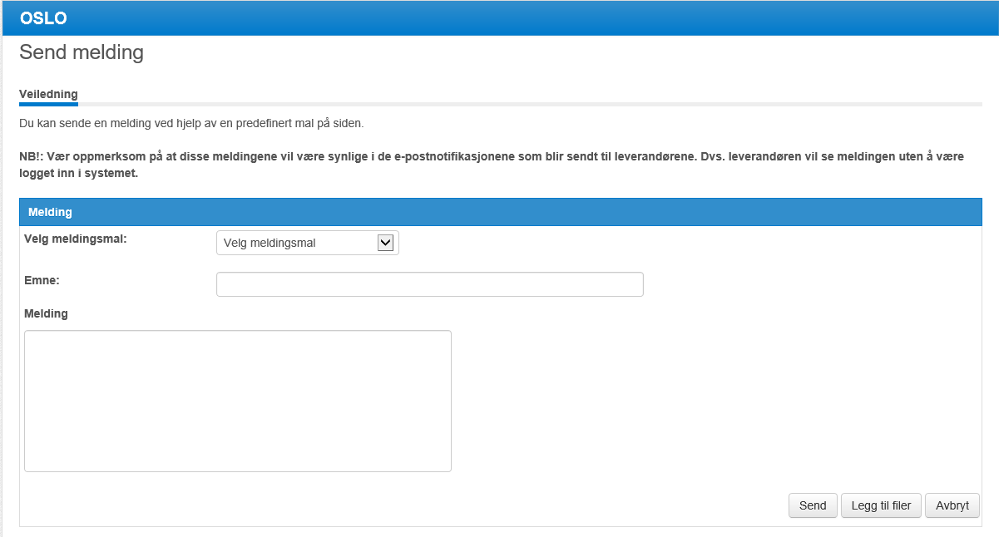 OSLO
Send melding
Veiledning
Du kan sende en melding ved hjelp av en predefinert mal på siden.
NB!: Vær oppmerksom på at disse meldingene vil være synlige i de e-postnotifikasjonene som blir sendt til leverandørene. Dvs. leverandøren vil se meldingen uten å være
logget inn i systemet.
Melding
Velg meldingsmal:
Velg meldingsmal
Emne:
Melding
Send
Legg til filer
Avbryt